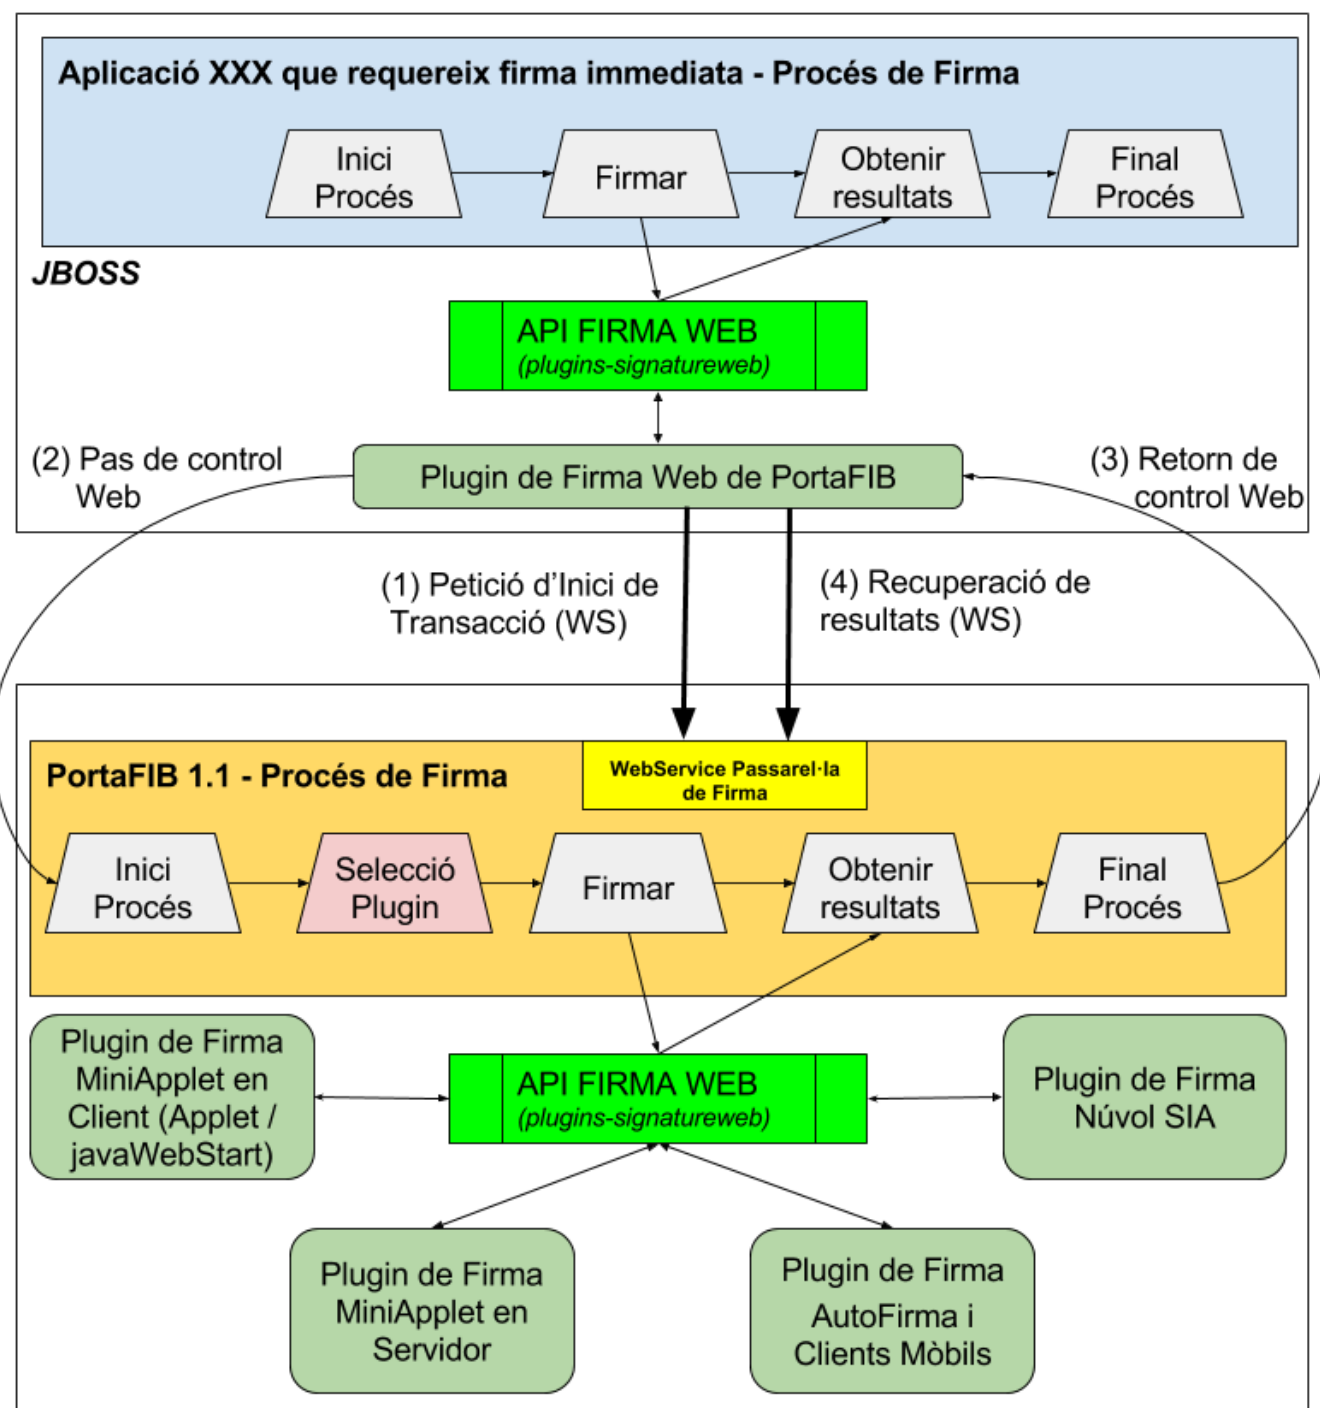 Aplicació XXX que requereix firma immediata - Procés de Firma
Inici
Procés
Firmar
Obtenir
resultats
Final
Procés
JBOSS
API FIRMA WEB
(plugins-signatureweb)
(2) Pas de control
Web
Plugin de Firma Web de PortaFIB
(3) Retorn de
control Web
(1) Petició d’Inici de
Transacció (WS)
(4) Recuperació de
resultats (WS)
PortaFIB 1.1 - Procés de Firma
WebService Passarel·la
de Firma
Inici
Procés
Selecció
Plugin
Firmar
Obtenir
resultats
Final
Procés
Plugin de Firma
MiniApplet en
Client (Applet /
javaWebStart)
API FIRMA WEB
(plugins-signatureweb)
Plugin de Firma
Núvol SIA
Plugin de Firma
MiniApplet en
Servidor
Plugin de Firma
AutoFirma i
Clients Mòbils